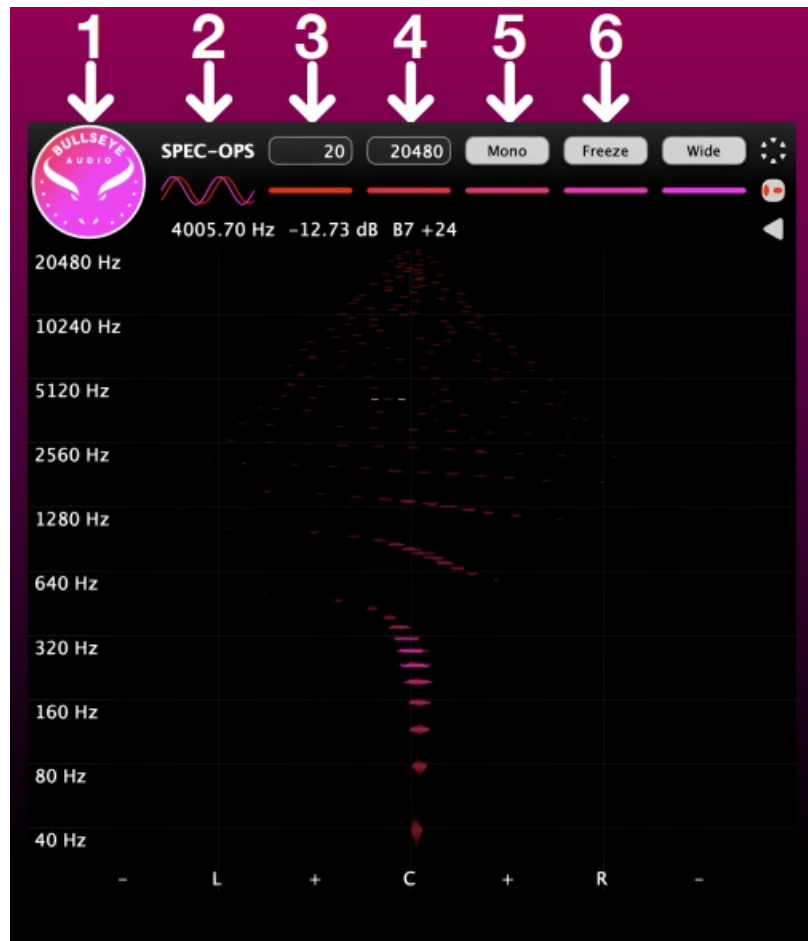 1 2 3 4 5 6
BULLSEYE
AUDIO
SPEC-OPS 20 20480 Mono Freeze Wide
4005.70 Hz -12.73 dB B7 +24
20480 Hz
10240 Hz
5120 Hz
2560 Hz
1280 Hz
640 Hz
320 Hz
160 Hz
80 Hz
40 Hz
- L + C + R -